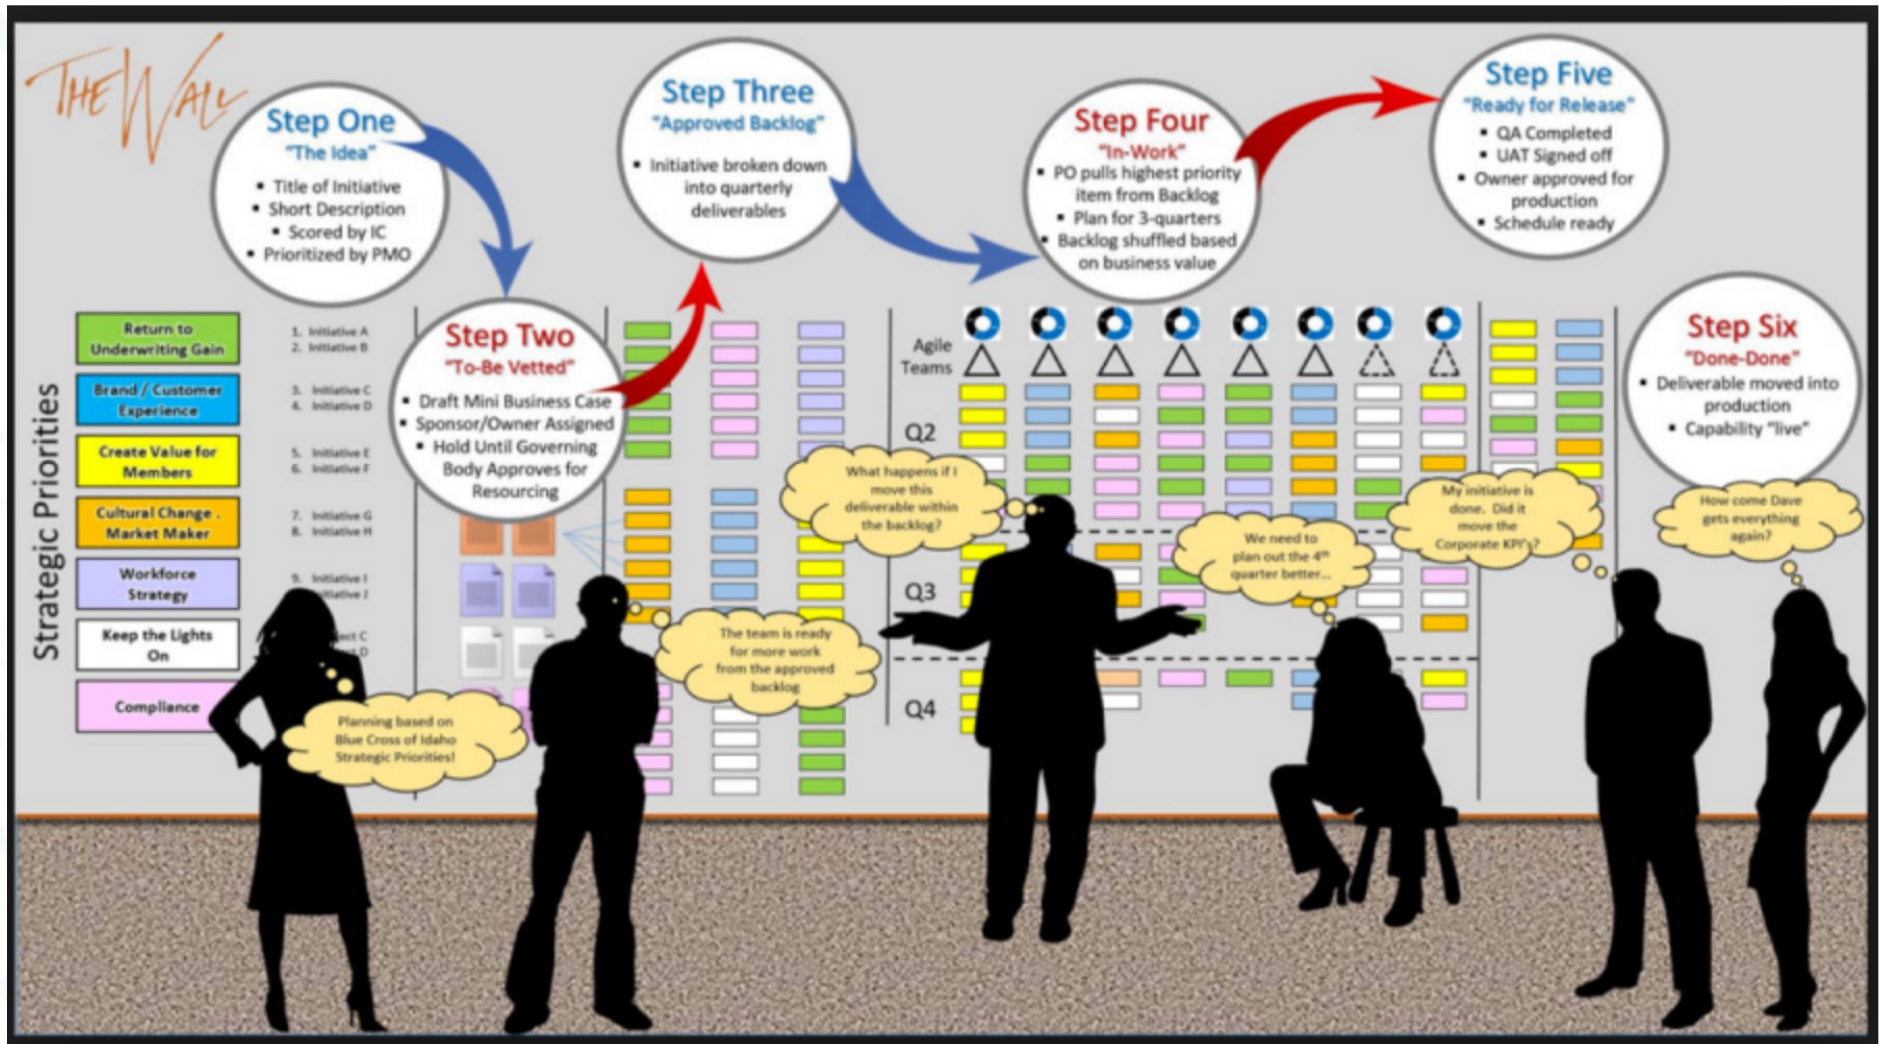 THE WALL
Step One
"The Idea"
▪ Title of Initiative
▪ Short Description
▪ Scored by IC
▪ Prioritized by PMO
Step Two
"To-Be Vetted"
▪ Draft Mini Business Case
▪ Sponsor/Owner Assigned
▪ Hold Until Governing
Body Approves for
Resourcing
Step Three
"Approved Backlog"
▪ Initiative broken down
into quarterly
deliverables
Step Four
"In-Work"
▪ PO pulls highest priority
item from Backlog
▪ Plan for 3-quarters
▪ Backlog shuffled based
on business value
Step Five
"Ready for Release"
▪ QA Completed
▪ UAT Signed off
▪ Owner approved for
production
▪ Schedule ready
Step Six
"Done-Done"
▪ Deliverable moved into
production
▪ Capability "live"
Strategic Priorities
Return to
Underwriting Gain
Brand / Customer
Experience
Create Value for
Members
Cultural Change .
Market Maker
Workforce
Strategy
Keep the Lights
On
Compliance
1. Initiative A
2. Initiative B
3. Initiative C
4. Initiative D
5. Initiative E
6. Initiative F
7. Initiative G
8. Initiative H
9. Initiative I
Initiative J
ject C
D
Agile
Teams
Q2
Q3
Q4
Planning based on
Blue Cross of Idaho
Strategic Priorities!
The team is ready
for more work
from the approved
backlog
What happens if I
move this
deliverable within
the backlog?
We need to
plan out the 4th
quarter better...
My initiative is
done. Did it
move the
Corporate KPI's?
How come Dave
gets everything
again?